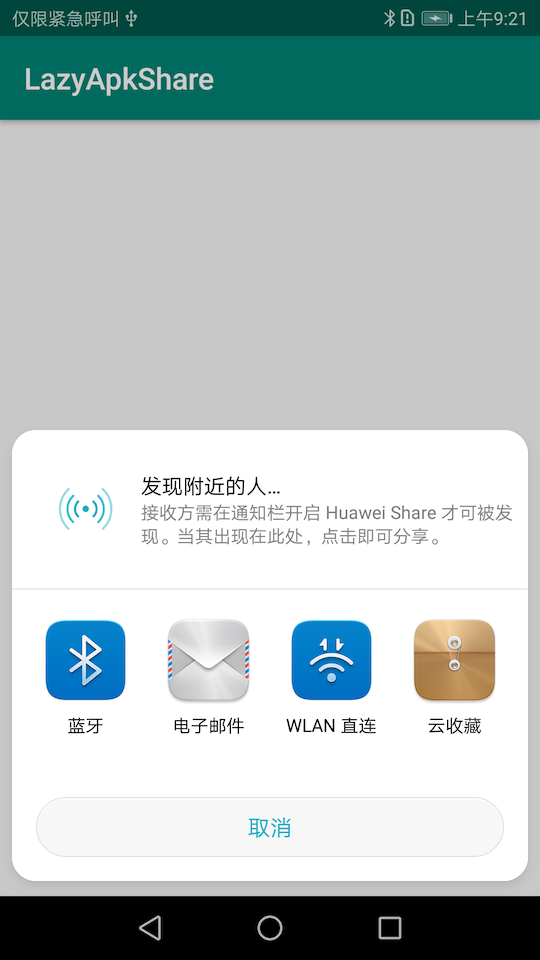 仅限紧急呼叫 上午9:21
LazyApkShare
发现附近的人...
接收方需在通知栏开启 Huawei Share 才可被发
现。当其出现在此处，点击即可分享。
蓝牙 电子邮件 WLAN 直连 云收藏
取消